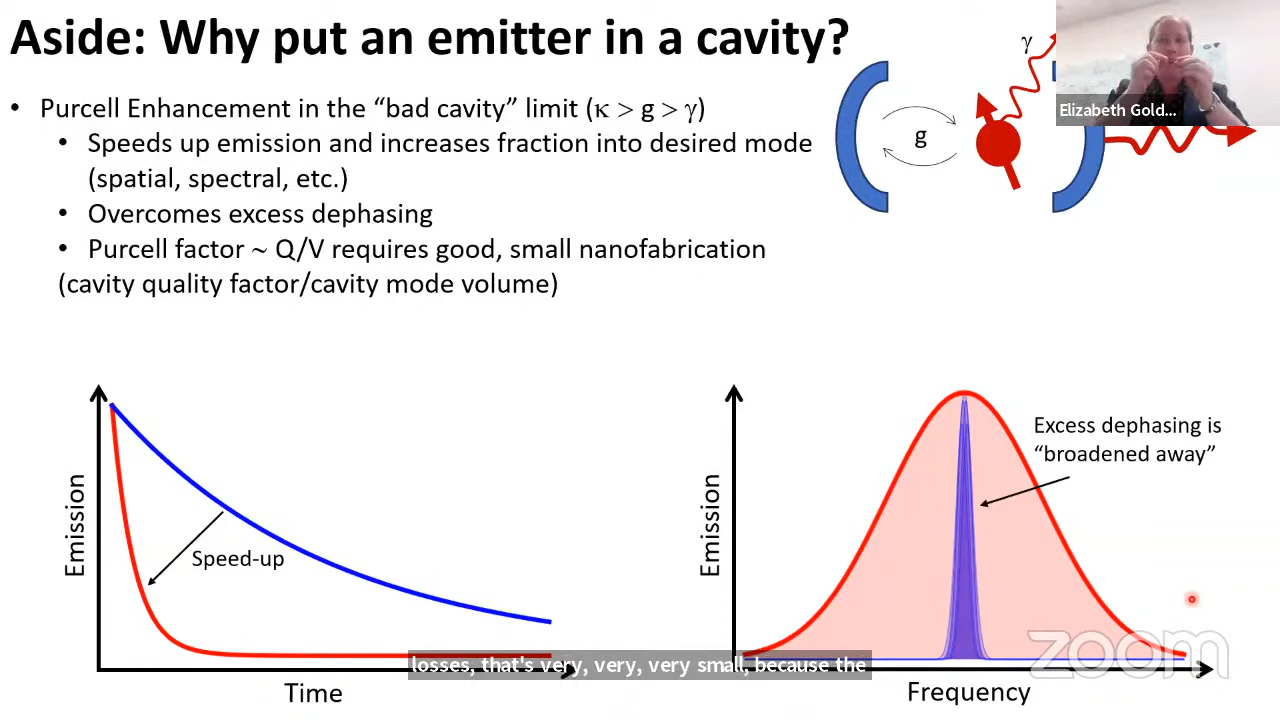 Aside: Why put an emitter in a cavity?
• Purcell Enhancement in the “bad cavity” limit (κ > g > γ)
• Speeds up emission and increases fraction into desired mode
(spatial, spectral, etc.)
• Overcomes excess dephasing
• Purcell factor ~ Q/V requires good, small nanofabrication
(cavity quality factor/cavity mode volume)
γ
g
Elizabeth Gold...
Emission
Speed-up
Time
Emission
Excess dephasing is
“broadened away”
Frequency
losses, that's very, very, very small, because the
zoom